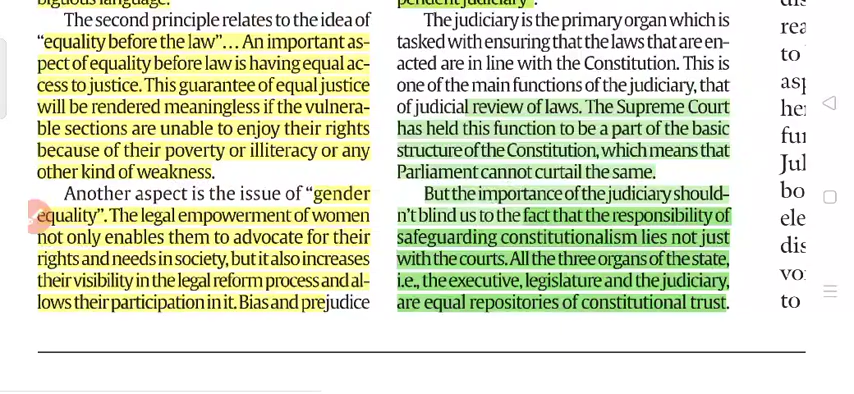 The second principle relates to the idea of
“equality before the law”… An important as-
pect of equality before law is having equal ac-
cess to justice. This guarantee of equal justice
will be rendered meaningless if the vulnera-
ble sections are unable to enjoy their rights
because of their poverty or illiteracy or any
other kind of weakness.
Another aspect is the issue of “gender
equality”. The legal empowerment of women
not only enables them to advocate for their
rights and needs in society, but it also increases
their visibility in the legal reform process and al-
lows their participation in it. Bias and prejudice
The judiciary is the primary organ which is
tasked with ensuring that the laws that are en-
acted are in line with the Constitution. This is
one of the main functions of the judiciary, that
of judicial review of laws. The Supreme Court
has held this function to be a part of the basic
structure of the Constitution, which means that
Parliament cannot curtail the same.
But the importance of the judiciary should-
n’t blind us to the fact that the responsibility of
safeguarding constitutionalism lies not just
with the courts. All the three organs of the state,
i.e., the executive, legislature and the judiciary,
are equal repositories of constitutional trust.
to